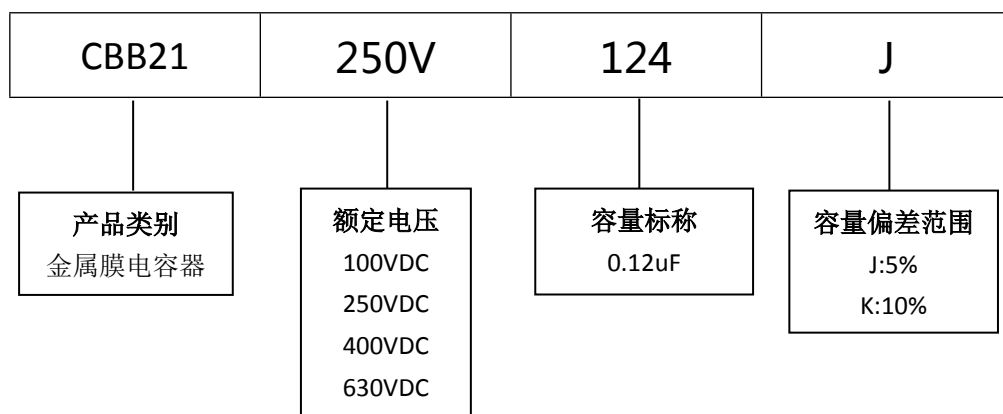 CBB21 250V 124 J
产品类别
金属膜电容器
额定电压
100VDC
250VDC
400VDC
630VDC
容量标称
0.12uF
容量偏差范围
J:5%
K:10%